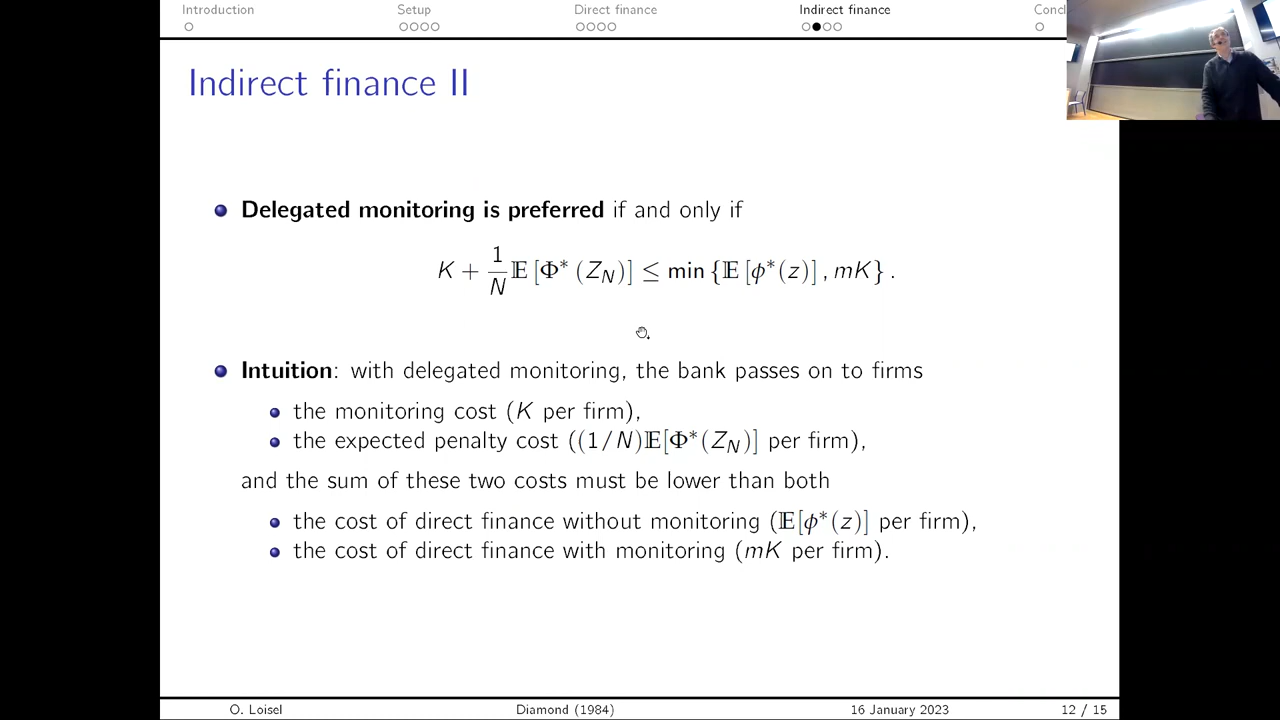 Introduction Setup Direct finance Indirect finance Concl
Indirect finance II
Delegated monitoring is preferred if and only if
K + \frac{1}{N} 𝔼 [Φ* (Z_N)] ≤ min {𝔼 [ϕ*(z)] , mK} .
Intuition: with delegated monitoring, the bank passes on to firms
the monitoring cost (K per firm),
the expected penalty cost ((1/N)𝔼[Φ*(Z_N)] per firm),
and the sum of these two costs must be lower than both
the cost of direct finance without monitoring (𝔼[ϕ*(z)] per firm),
the cost of direct finance with monitoring (mK per firm).
O. Loisel Diamond (1984) 16 January 2023 12 / 15